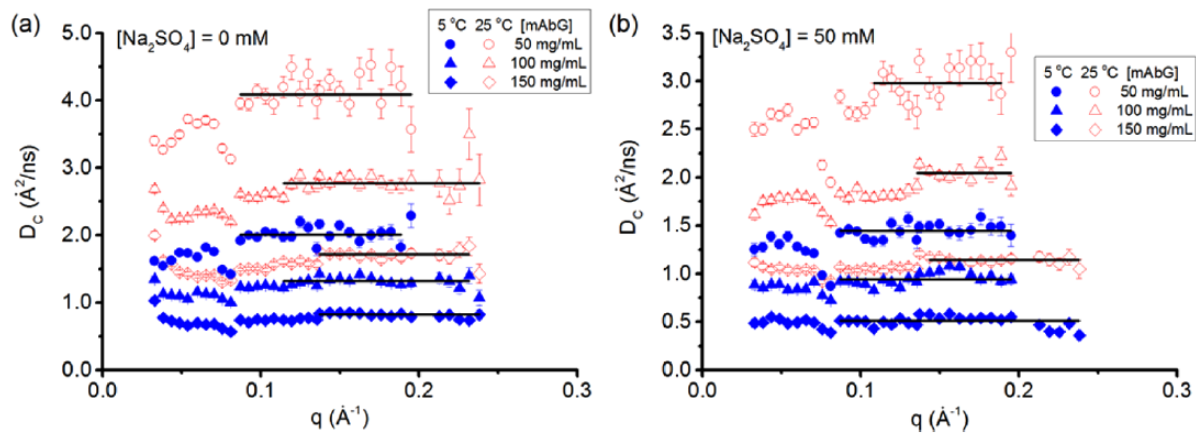 (a)
[Na₂SO₄] = 0 mM
5 °C 25 °C [mAbG]
50 mg/mL
100 mg/mL
150 mg/mL
5.0
4.0
3.0
2.0
1.0
0.0
D_C (Å²/ns)
0.0 0.1 0.2 0.3
q (Å⁻¹)
(b)
[Na₂SO₄] = 50 mM
5 °C 25 °C [mAbG]
50 mg/mL
100 mg/mL
150 mg/mL
3.5
3.0
2.5
2.0
1.5
1.0
0.5
0.0
D_C (Å²/ns)
0.0 0.1 0.2 0.3
q (Å⁻¹)